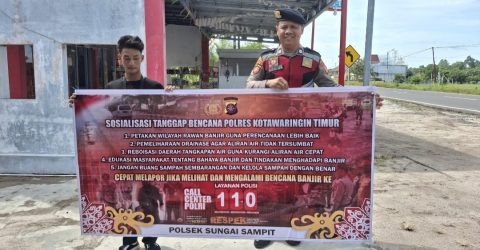 SOSIALISASI TANGGAP BENCANA POLRES KOTAWARINGIN TIMUR
1. PETAKAN WILAYAH RAWAN BANJIR GUNA PERENCANAAN LEBIH BAIK
2. PEMELIHARAAN DRAINASE AGAR ALIRAN AIR TIDAK TERSUMBAT
3. REBOISASI DAERAH TANGKAPAN AIR GUNA KURANGI ALIRAN AIR CEPAT
4. EDUKASI MASYARAKAT TENTANG BAHAYA BANJIR DAN TINDAKAN MENGHADAPI BANJIR
5. JANGAN BUANG SAMPAH SEMBARANGAN DAN KELOLA SAMPAH DENGAN BENAR
CEPAT MELAPOR JIKA MELIHAT DAN MENGALAMI BENCANA BANJIR KE
LAYANAN POLISI
CALL CENTER POLRI
110
RESPEK
POLSEK SUNGAI SAMPIT